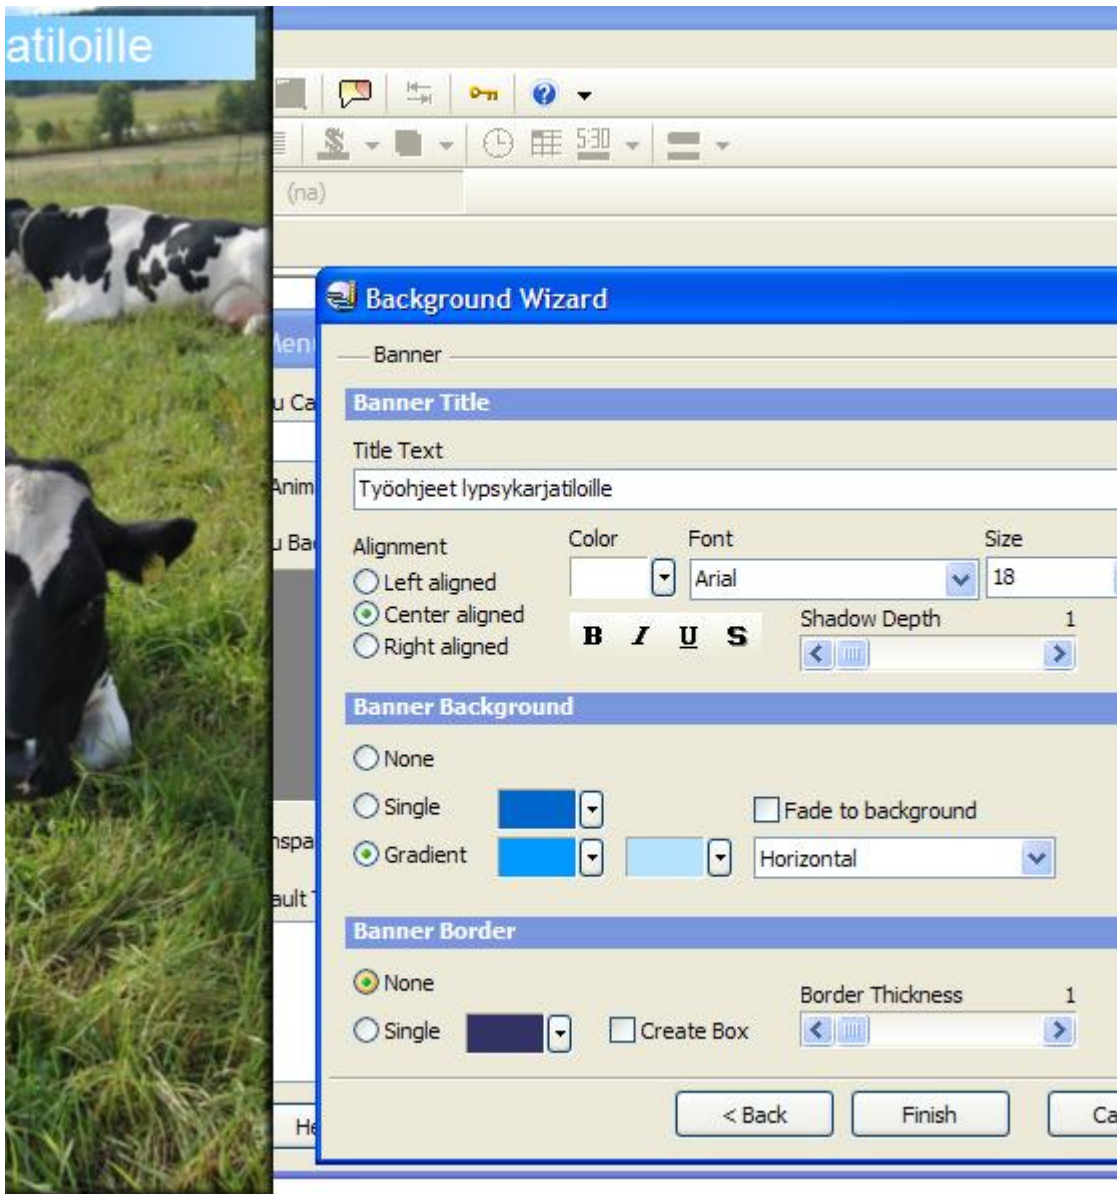 atiloille
5:30
(na)
Background Wizard
Banner
Banner Title
Title Text
Työohjeet lypsykarjatiloille
Alignment
Color
Font
Size
Left aligned
Arial
18
Center aligned
Right aligned
B I U S
Shadow Depth 1
Banner Background
None
Single
Fade to background
Gradient
Horizontal
Banner Border
None
Border Thickness 1
Single
Create Box
< Back
Finish